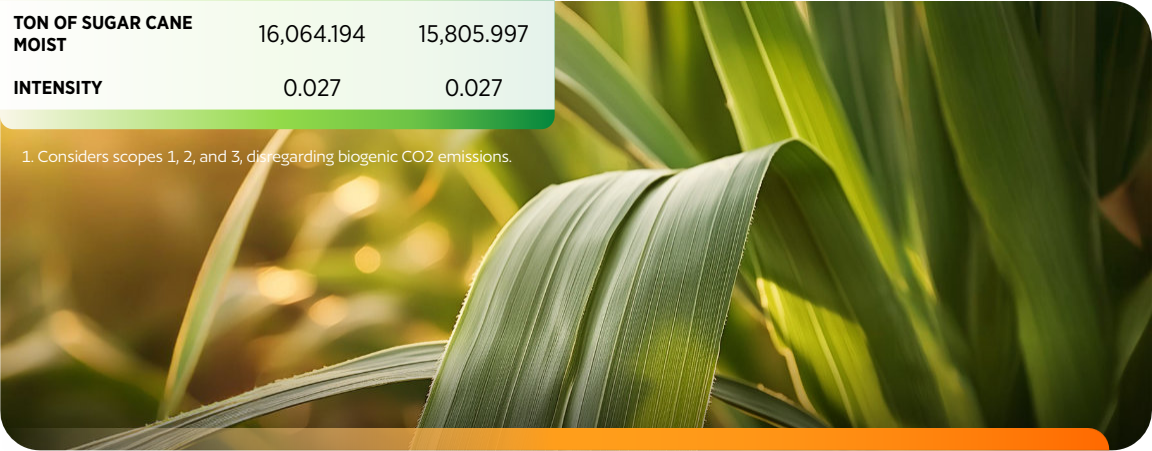 TON OF SUGAR CANE
MOIST
16,064.194 15,805.997
INTENSITY 0.027 0.027
1. Considers scopes 1, 2, and 3, disregarding biogenic CO2 emissions.